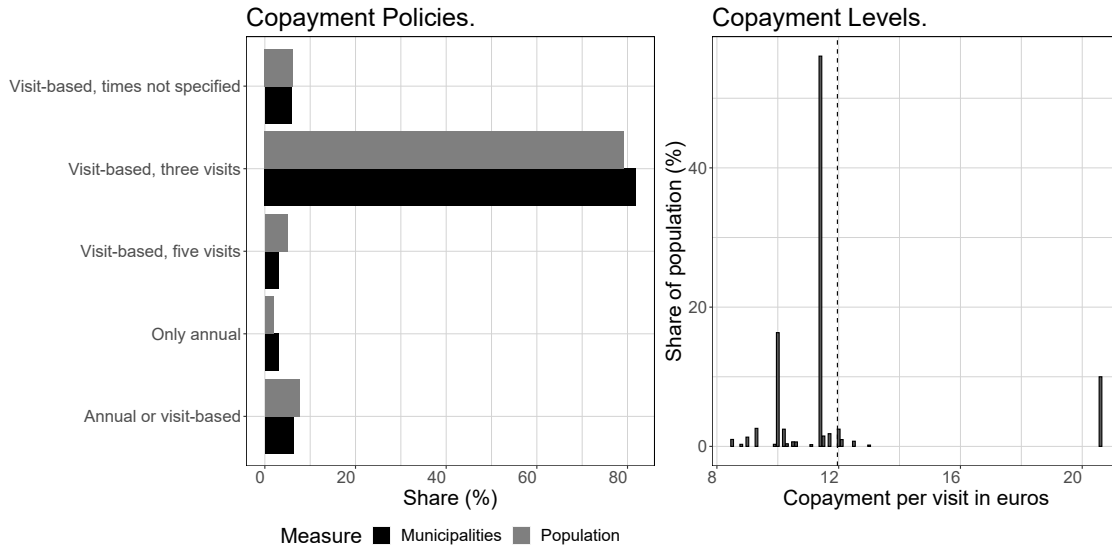 Copayment Policies.
Visit-based, times not specified
Visit-based, three visits
Visit-based, five visits
Only annual
Annual or visit-based
0 20 40 60 80
Share (%)
Measure Municipalities Population
Copayment Levels.
Share of population (%)
40
20
0
8 12 16 20
Copayment per visit in euros